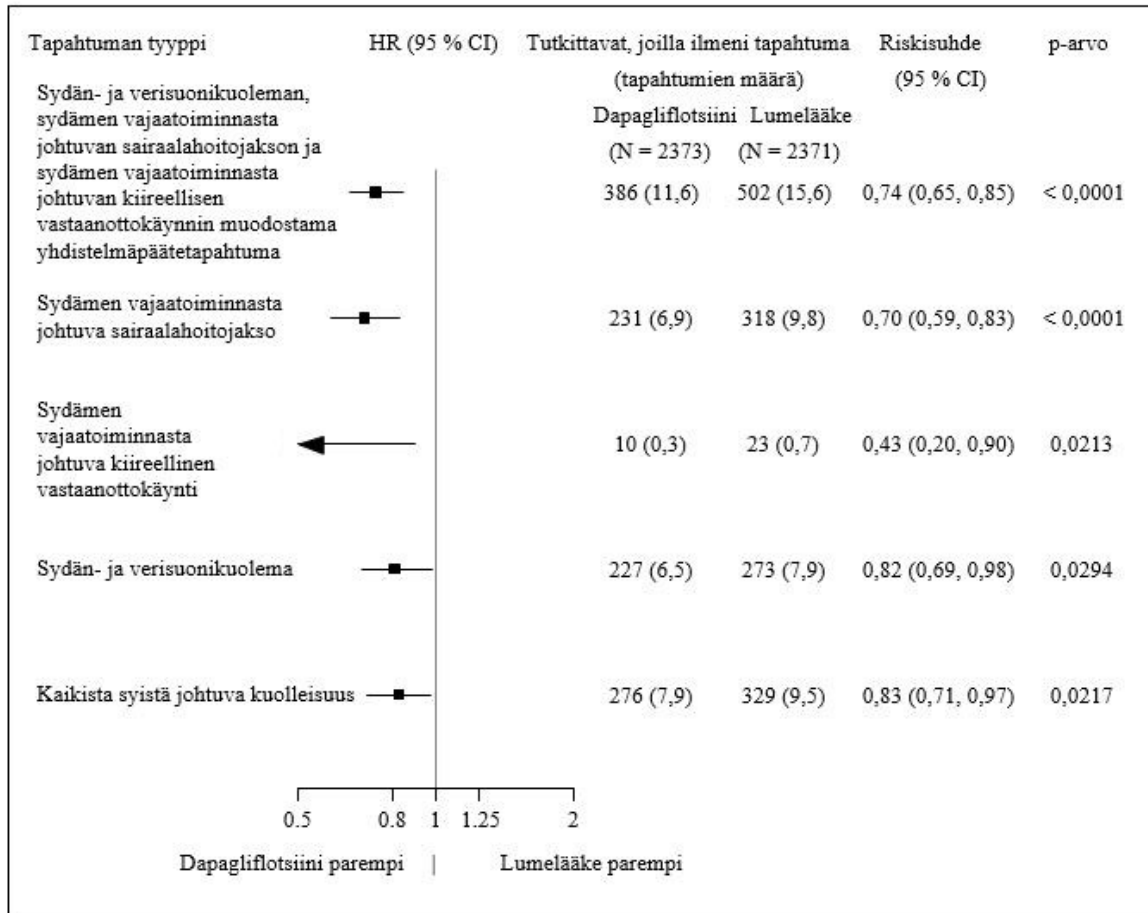 Tapahtuman tyyppi HR (95 % CI) Tutkittavat, joilla ilmeni tapahtuma Riskisuhde p-arvo
(tapahtumien määrä) (95 % CI)
Dapagliflotsiini Lumelääke
(N = 2373) (N = 2371)
Sydän- ja verisuonikuoleman,
sydämen vajaatoiminnasta
johtuvan sairaalahoitojakson ja
sydämen vajaatoiminnasta
johtuvan kiireellisen
vastaanottokäynnin muodostama
yhdistelmäpäätetapahtuma
386 (11,6) 502 (15,6) 0,74 (0,65, 0,85) < 0,0001
Sydämen vajaatoiminnasta
johtuva sairaalahoitojakso
231 (6,9) 318 (9,8) 0,70 (0,59, 0,83) < 0,0001
Sydämen
vajaatoiminnasta
johtuva kiireellinen
vastaanottokäynti
10 (0,3) 23 (0,7) 0,43 (0,20, 0,90) 0,0213
Sydän- ja verisuonikuolema 227 (6,5) 273 (7,9) 0,82 (0,69, 0,98) 0,0294
Kaikista syistä johtuva kuolleisuus 276 (7,9) 329 (9,5) 0,83 (0,71, 0,97) 0,0217
0.5 0.8 1 1.25 2
Dapagliflotsiini parempi | Lumelääke parempi